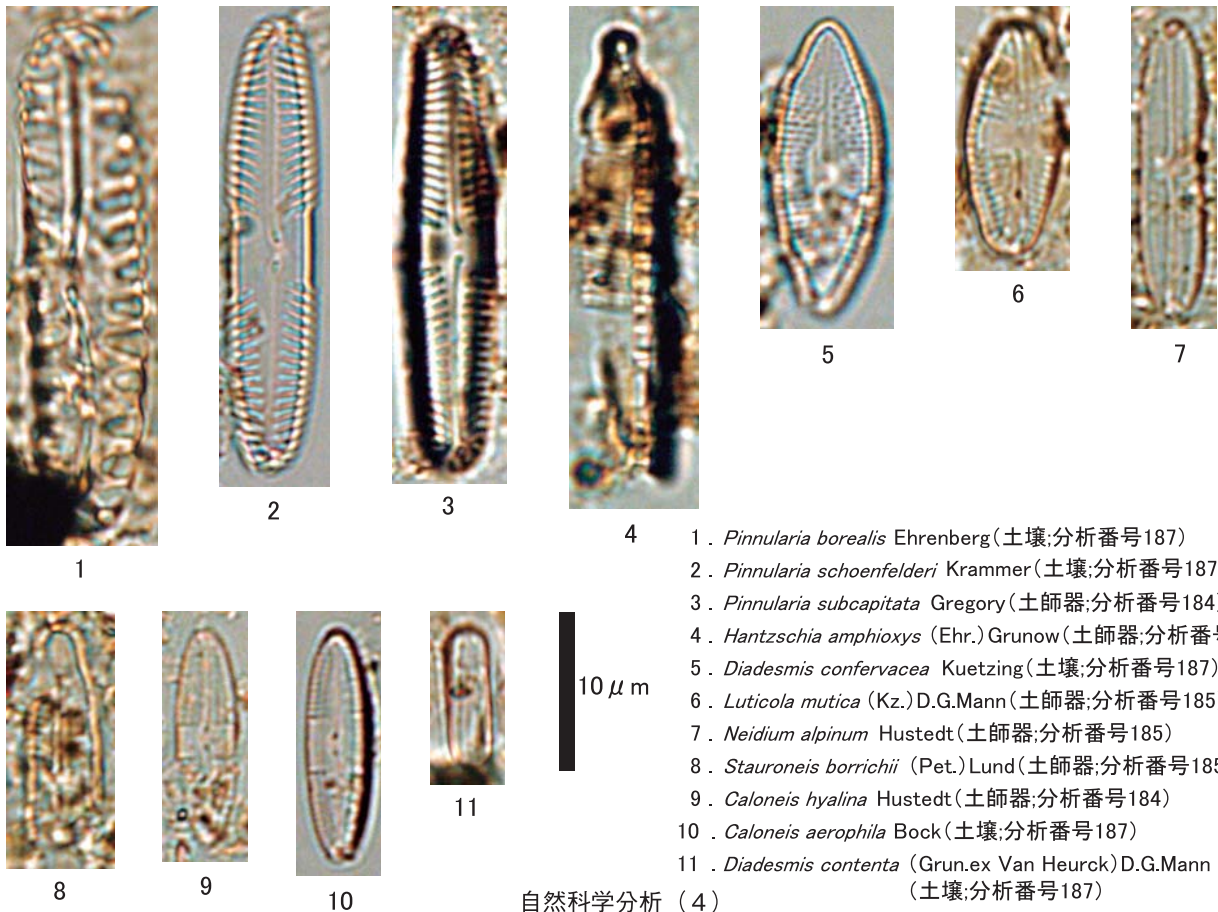 1
2
3
4
5
6
7
8
9
10
11
10μm
1 . Pinnularia borealis Ehrenberg(土壌;分析番号187)
2 . Pinnularia schoenfelderi Krammer(土壌;分析番号187
3 . Pinnularia subcapitata Gregory(土師器;分析番号184)
4 . Hantzschia amphioxys (Ehr.)Grunow(土師器;分析番
5 . Diadesmis confervacea Kuetzing(土壌;分析番号187)
6 . Luticola mutica (Kz.)D.G.Mann(土師器;分析番号185
7 . Neidium alpinum Hustedt(土師器;分析番号185)
8 . Stauroneis borrichii (Pet.)Lund(土師器;分析番号185
9 . Caloneis hyalina Hustedt(土師器;分析番号184)
10 . Caloneis aerophila Bock(土壌;分析番号187)
11 . Diadesmis contenta (Grun.ex Van Heurck)D.G.Mann
(土壌;分析番号187)
自然科学分析（4）